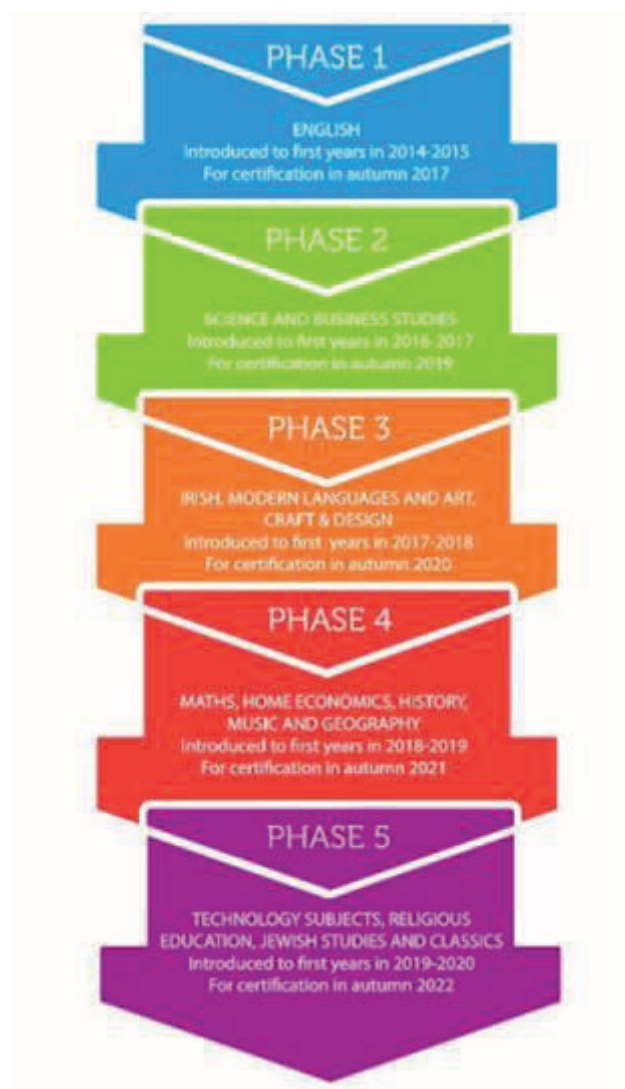 PHASE 1
ENGLISH
Introduced to first years in 2014-2015
For certification in autumn 2017
PHASE 2
SCIENCE AND BUSINESS STUDIES
Introduced to first years in 2016-2017
For certification in autumn 2019
PHASE 3
IRISH, MODERN LANGUAGES AND ART,
CRAFT & DESIGN
Introduced to first years in 2017-2018
For certification in autumn 2020
PHASE 4
MATHS, HOME ECONOMICS, HISTORY,
MUSIC AND GEOGRAPHY
Introduced to first years in 2018-2019
For certification in autumn 2021
PHASE 5
TECHNOLOGY SUBJECTS, RELIGIOUS
EDUCATION, JEWISH STUDIES AND CLASSICS
Introduced to first years in 2019-2020
For certification in autumn 2022